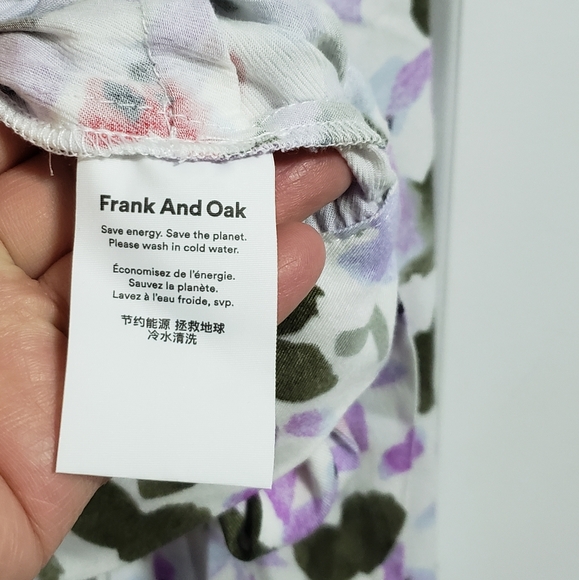 Frank And Oak
Save energy. Save the planet.
Please wash in cold water.
Économisez de l'énergie.
Sauvez la planète.
Lavez à l'eau froide, svp.
节约能源 拯救地球
冷水清洗